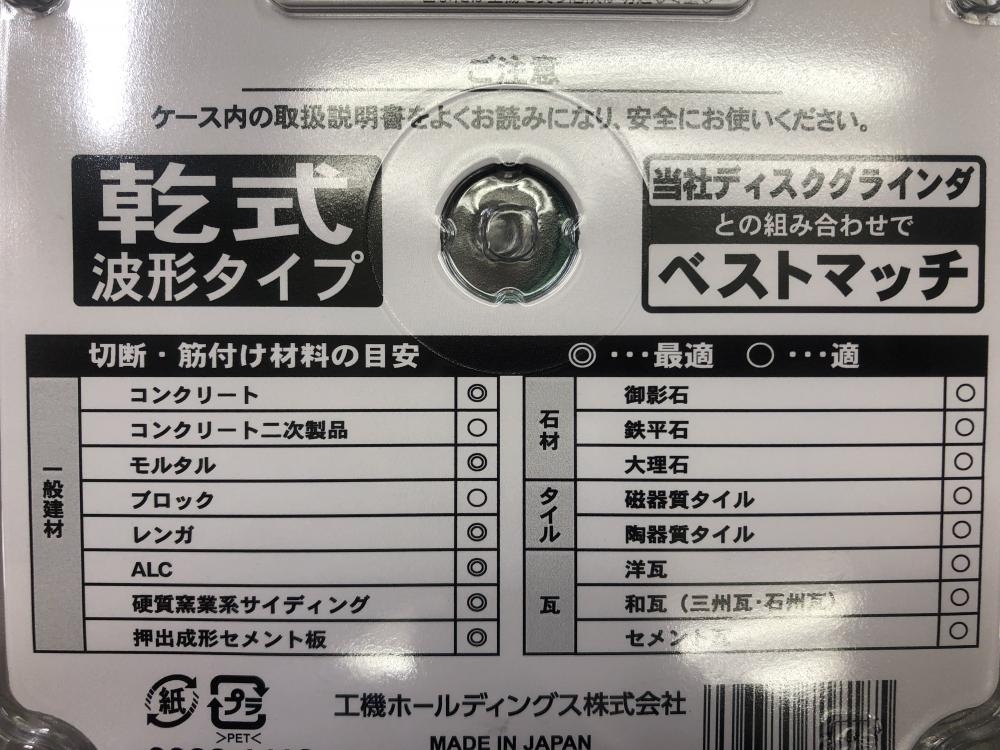 ご注意
ケース内の取扱説明書をよくお読みになり、安全にお使いください。
乾式
波形タイプ
当社ディスクグラインダ
との組み合わせで
ベストマッチ
切断・筋付け材料の目安 ◎・・・最適 ○・・・適
一般建材
コンクリート ◎
コンクリート二次製品 ○
モルタル ◎
ブロック ○
レンガ ◎
ALC ◎
硬質窯業系サイディング ◎
押出成形セメント板 ◎
石材
御影石 ○
鉄平石 ○
大理石 ○
タイル
磁器質タイル ○
陶器質タイル ○
瓦
洋瓦 ○
和瓦（三州瓦・石州瓦） ○
セメント瓦 ○
紙
プラ
>PET<
工機ホールディングス株式会社
MADE IN JAPAN